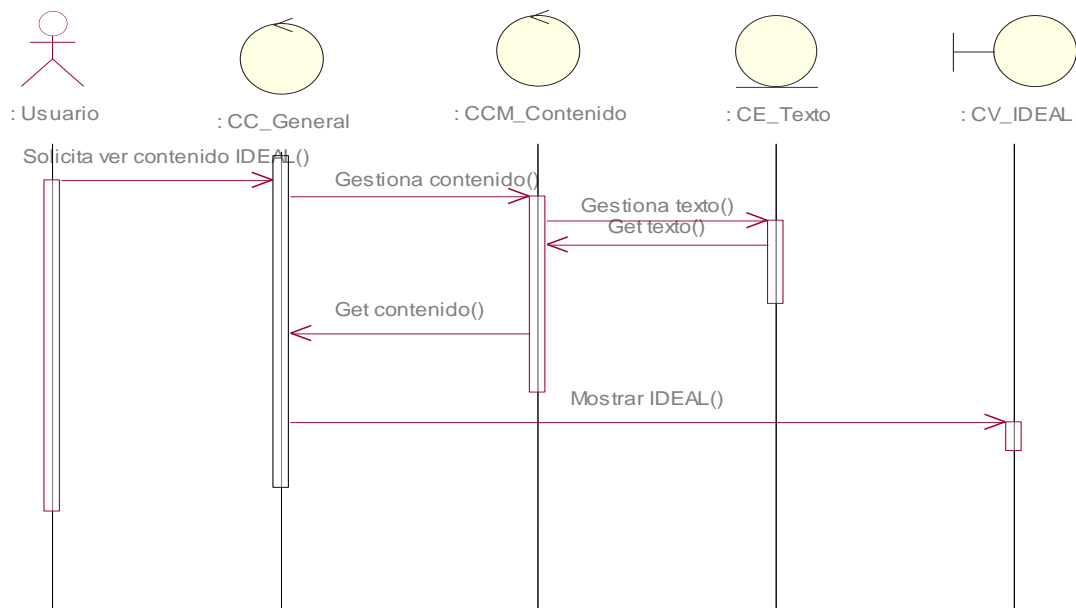 : Usuario
: CC_General
: CCM_Contenido
: CE_Texto
: CV_IDEAL
Solicita ver contenido IDEAL()
Gestiona contenido()
Gestiona texto()
Get texto()
Get contenido()
Mostrar IDEAL()